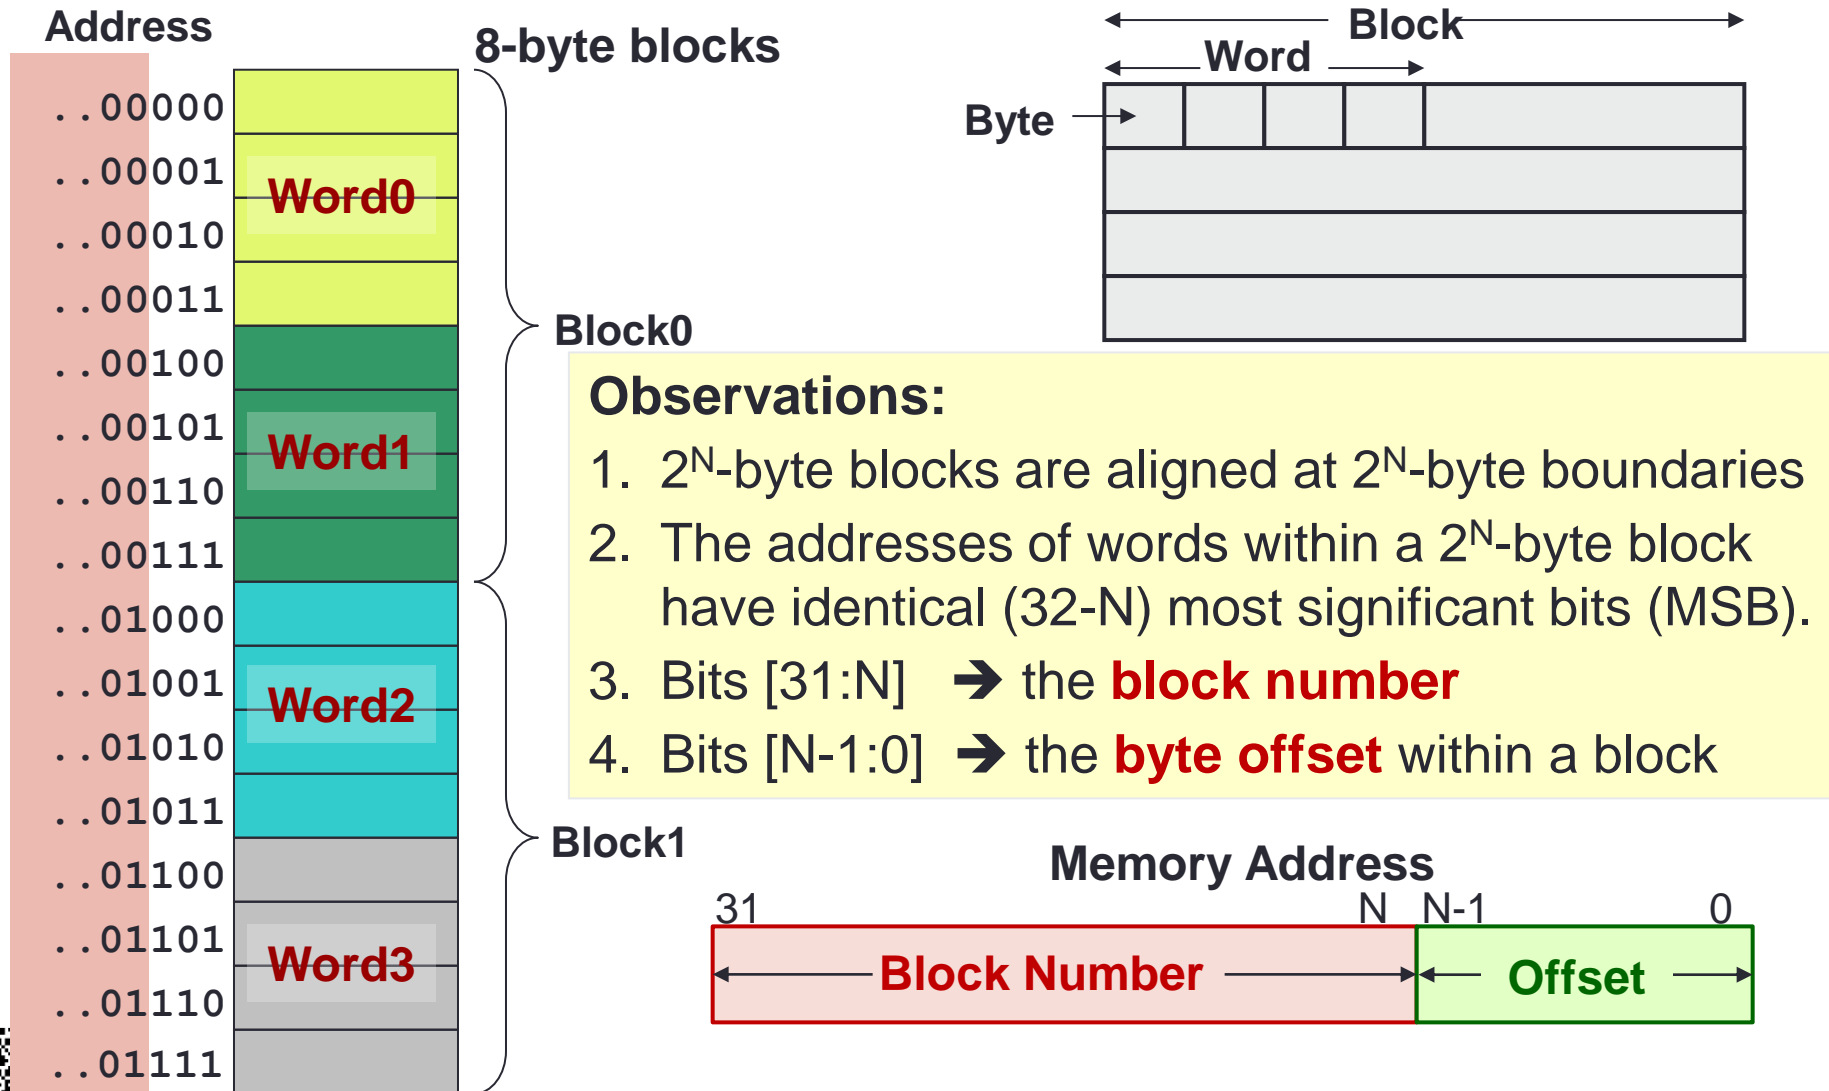 Address
8-byte blocks
..00000
..00001
..00010
..00011
..00100
..00101
..00110
..00111
..01000
..01001
..01010
..01011
..01100
..01101
..01110
..01111
Word0
Word1
Word2
Word3
Block0
Block1
Block
Word
Byte
Observations:
1. 2^N-byte blocks are aligned at 2^N-byte boundaries
2. The addresses of words within a 2^N-byte block
have identical (32-N) most significant bits (MSB).
3. Bits [31:N] ➔ the block number
4. Bits [N-1:0] ➔ the byte offset within a block
Memory Address
31 N N-1 0
Block Number Offset